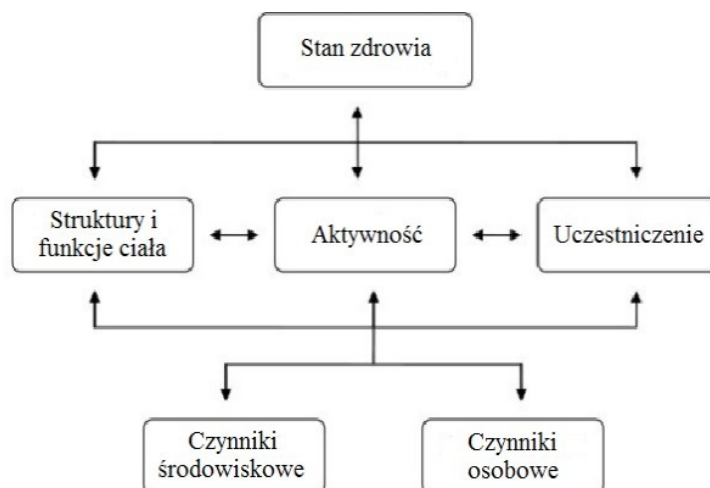 Stan zdrowia
Struktury i
funkcje ciała
Aktywność
Uczestniczenie
Czynniki
środowiskowe
Czynniki
osobowe